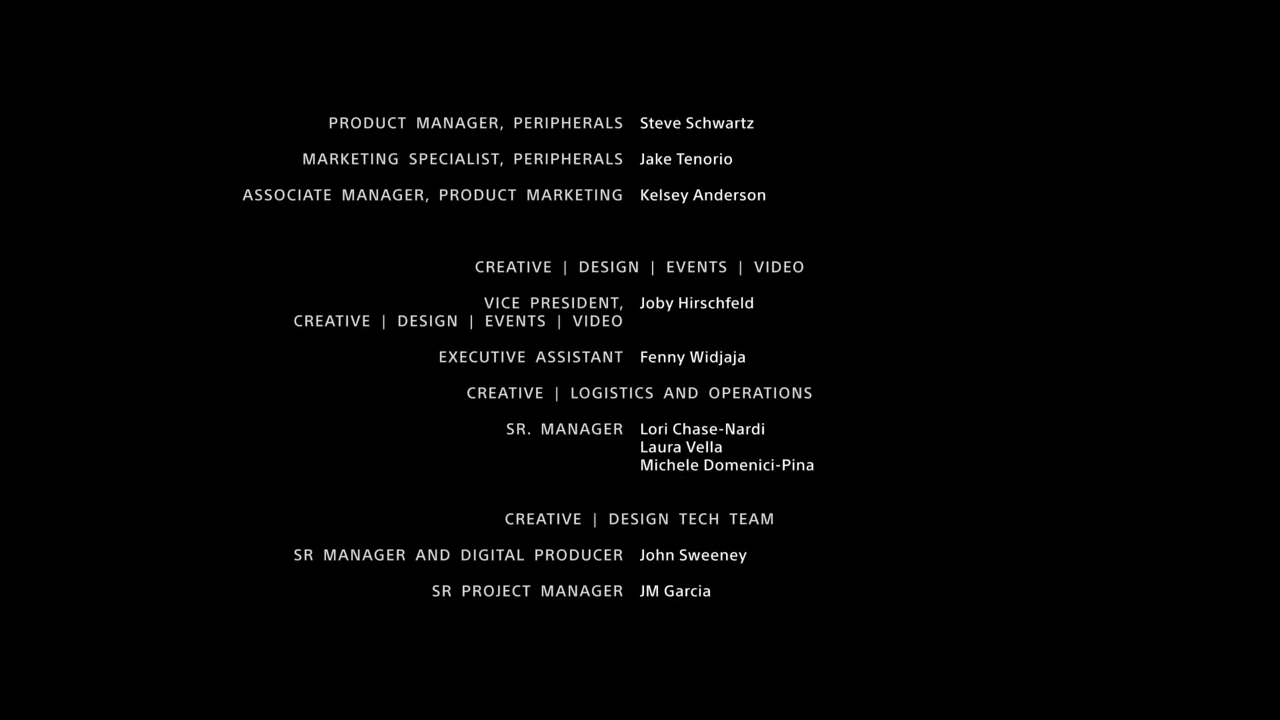 PRODUCT MANAGER, PERIPHERALS Steve Schwartz
MARKETING SPECIALIST, PERIPHERALS Jake Tenorio
ASSOCIATE MANAGER, PRODUCT MARKETING Kelsey Anderson
CREATIVE | DESIGN | EVENTS | VIDEO
VICE PRESIDENT, Joby Hirschfeld
CREATIVE | DESIGN | EVENTS | VIDEO
EXECUTIVE ASSISTANT Fenny Widjaja
CREATIVE | LOGISTICS AND OPERATIONS
SR. MANAGER Lori Chase-Nardi
Laura Vella
Michele Domenici-Pina
CREATIVE | DESIGN TECH TEAM
SR MANAGER AND DIGITAL PRODUCER John Sweeney
SR PROJECT MANAGER JM Garcia